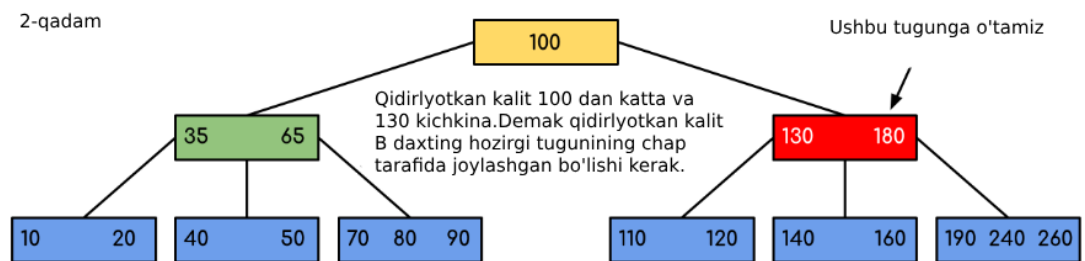 2-qadam
Ushbu tugunga o'tamiz
100
Qidirlyotkan kalit 100 dan katta va
130 kichkina.Demak qidirlyotkan kalit
B daxting hozirgi tugunining chap
tarafida joylashgan bo'lishi kerak.
35 65
130 180
10 20
40 50
70 80 90
110 120
140 160
190 240 260